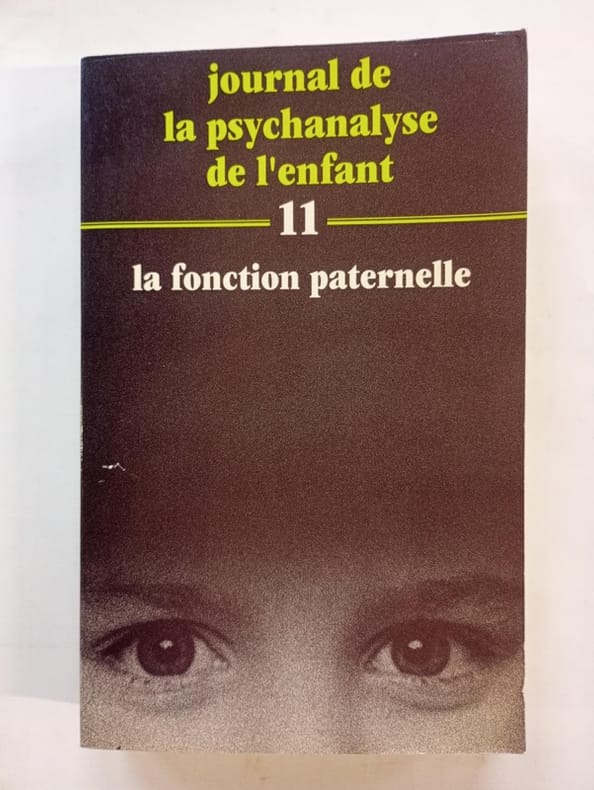 journal de
la psychanalyse
de l'enfant
11
la fonction paternelle